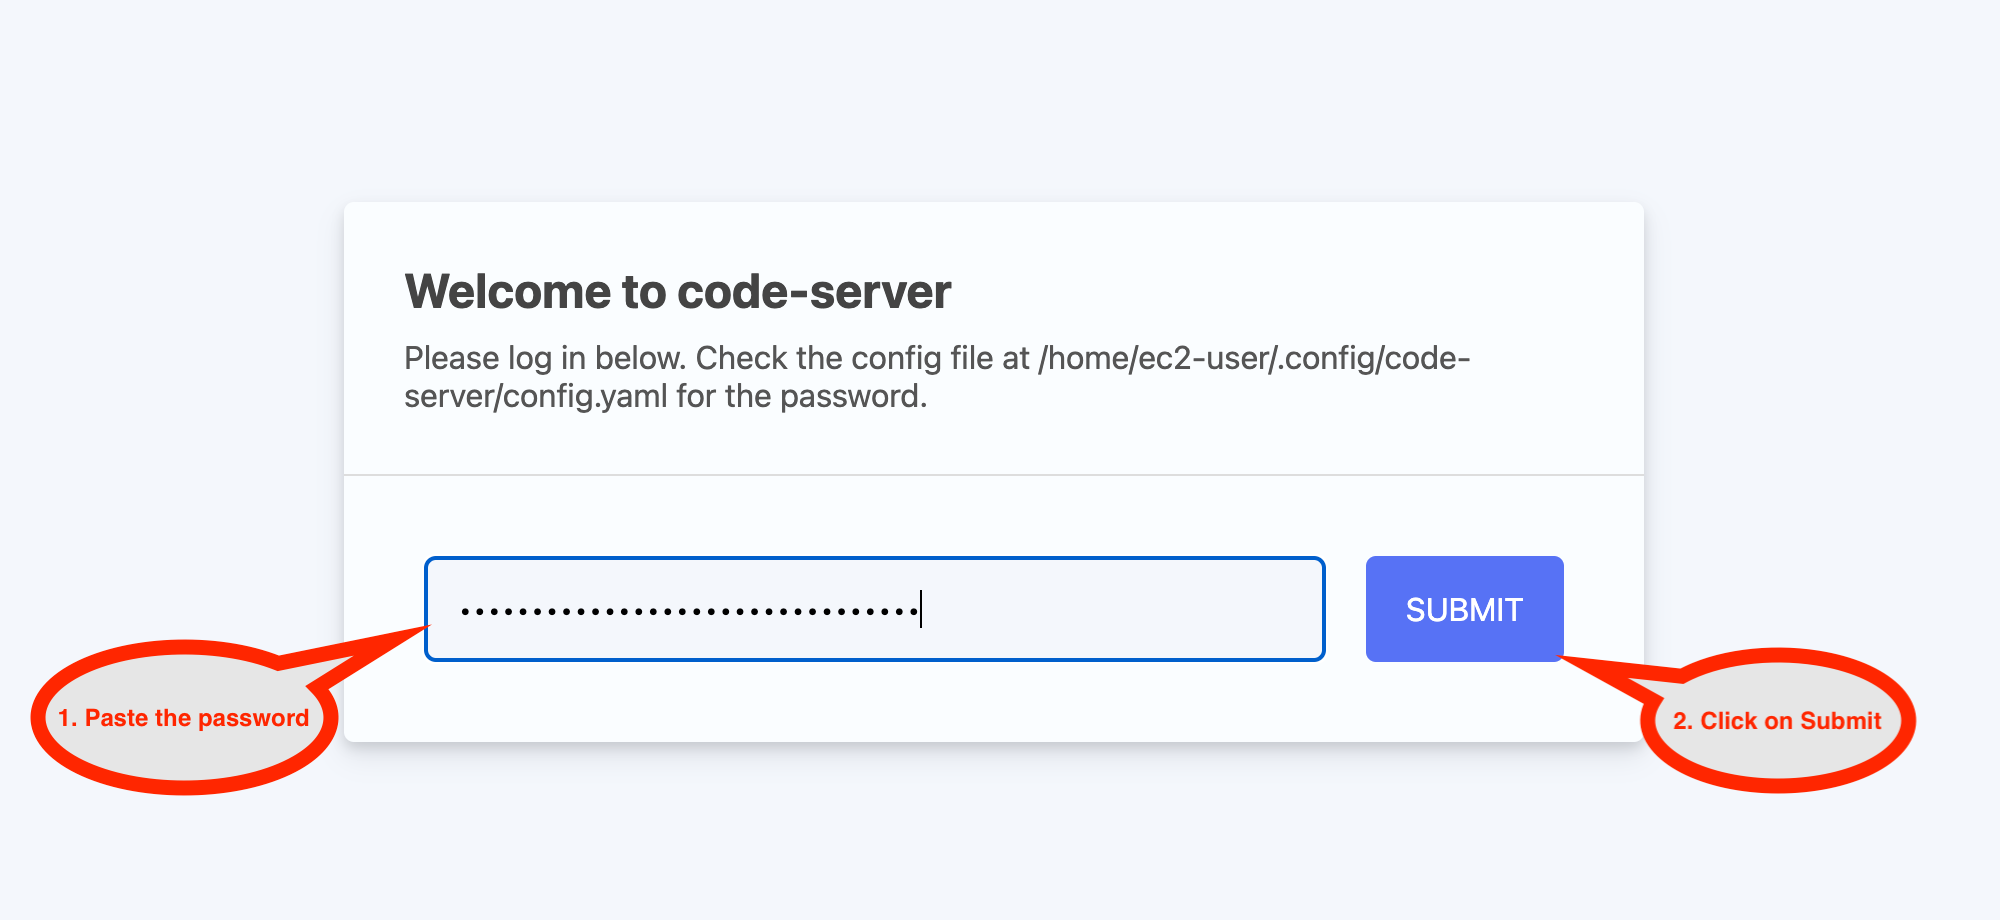 Welcome to code-server
Please log in below. Check the config file at /home/ec2-user/.config/code-
server/config.yaml for the password.
••••••••••••••••••••••••••••••••
SUBMIT
1. Paste the password
2. Click on Submit